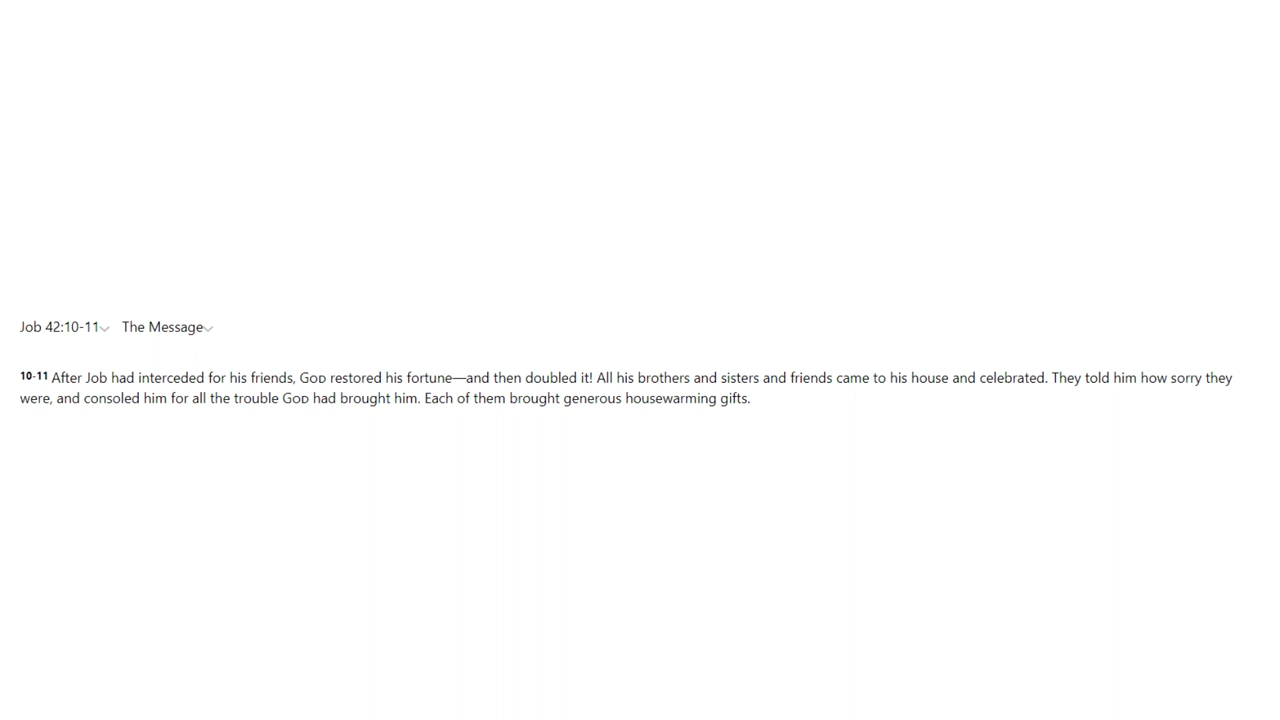 Job 42:10-11 The Message
10-11 After Job had interceded for his friends, GOD restored his fortune—and then doubled it! All his brothers and sisters and friends came to his house and celebrated. They told him how sorry they
were, and consoled him for all the trouble GOD had brought him. Each of them brought generous housewarming gifts.